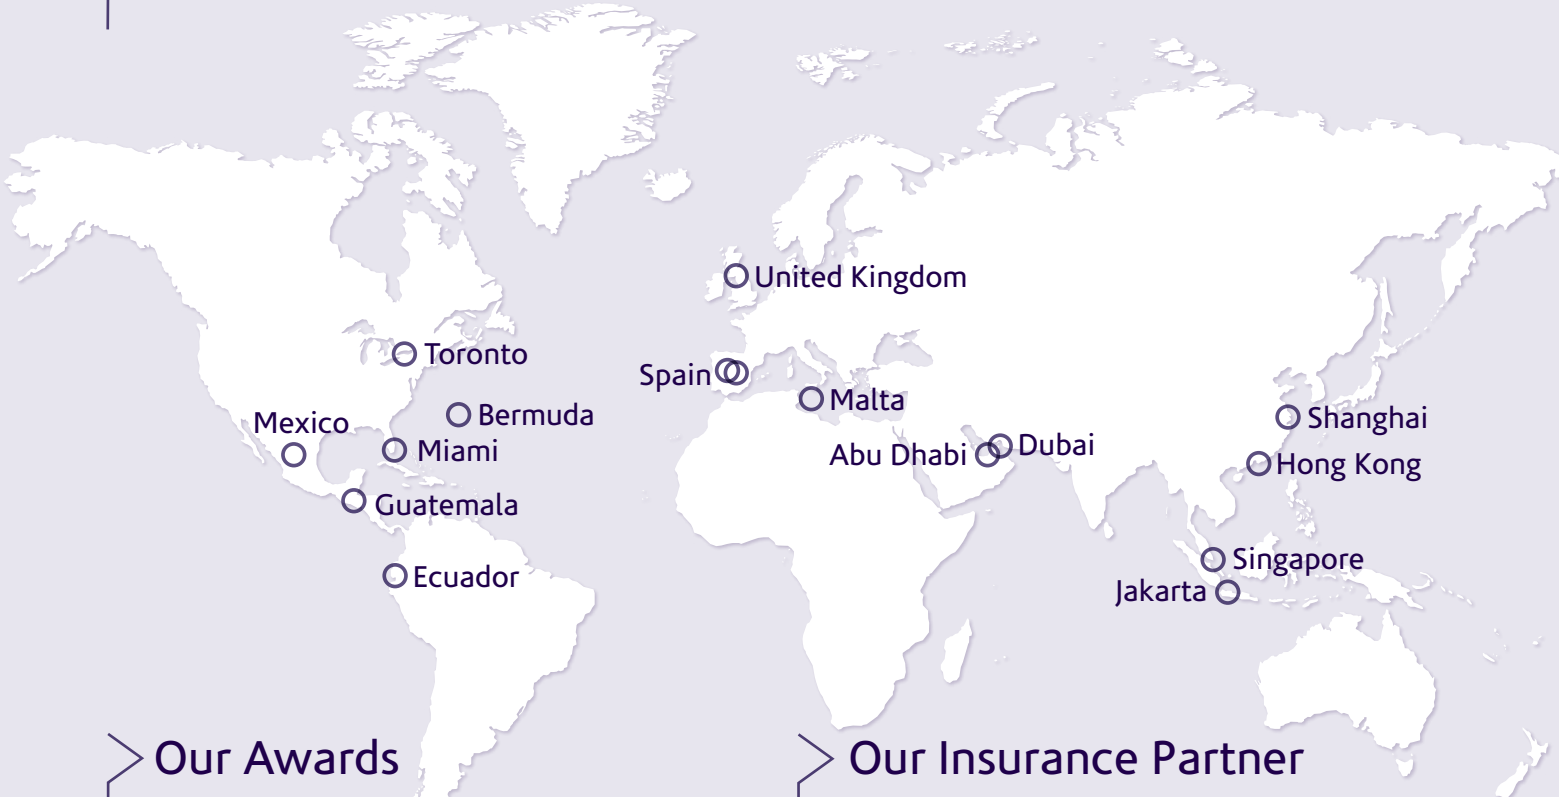 United Kingdom
Toronto
Spain
Malta
Bermuda
Mexico
Shanghai
Miami
Dubai
Abu Dhabi
Hong Kong
Guatemala
Singapore
Ecuador
Jakarta
Our Awards
Our Insurance Partner